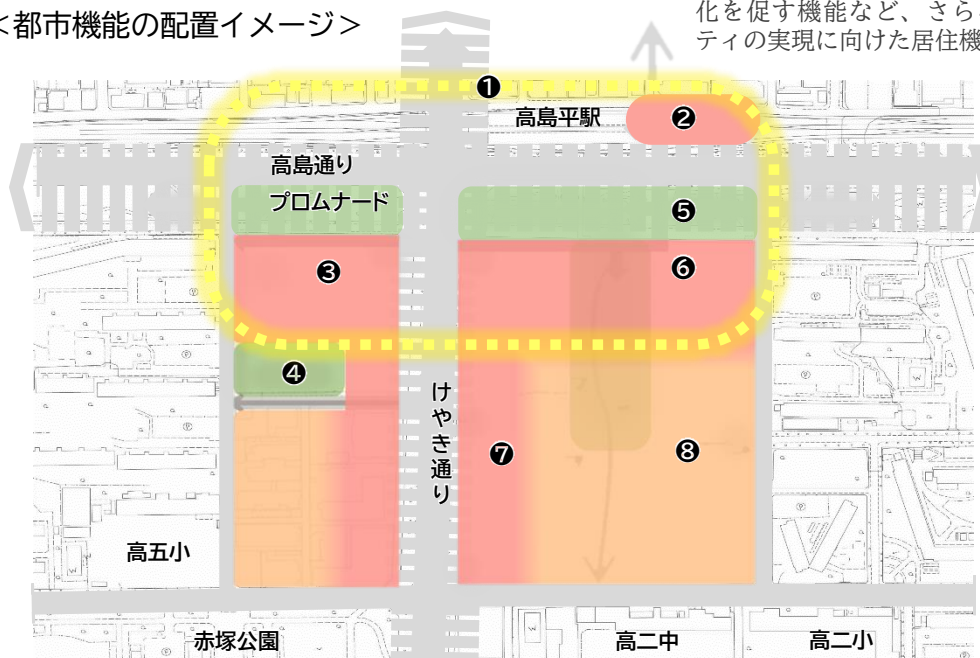 <都市機能の配置イメージ>
化を促す機能など、さら
ティの実現に向けた居住機
❶
高島平駅
❷
高島通り
プロムナード
❺
❸
❻
❹
けやき通り
❼
❽
高五小
赤塚公園
高二中
高二小